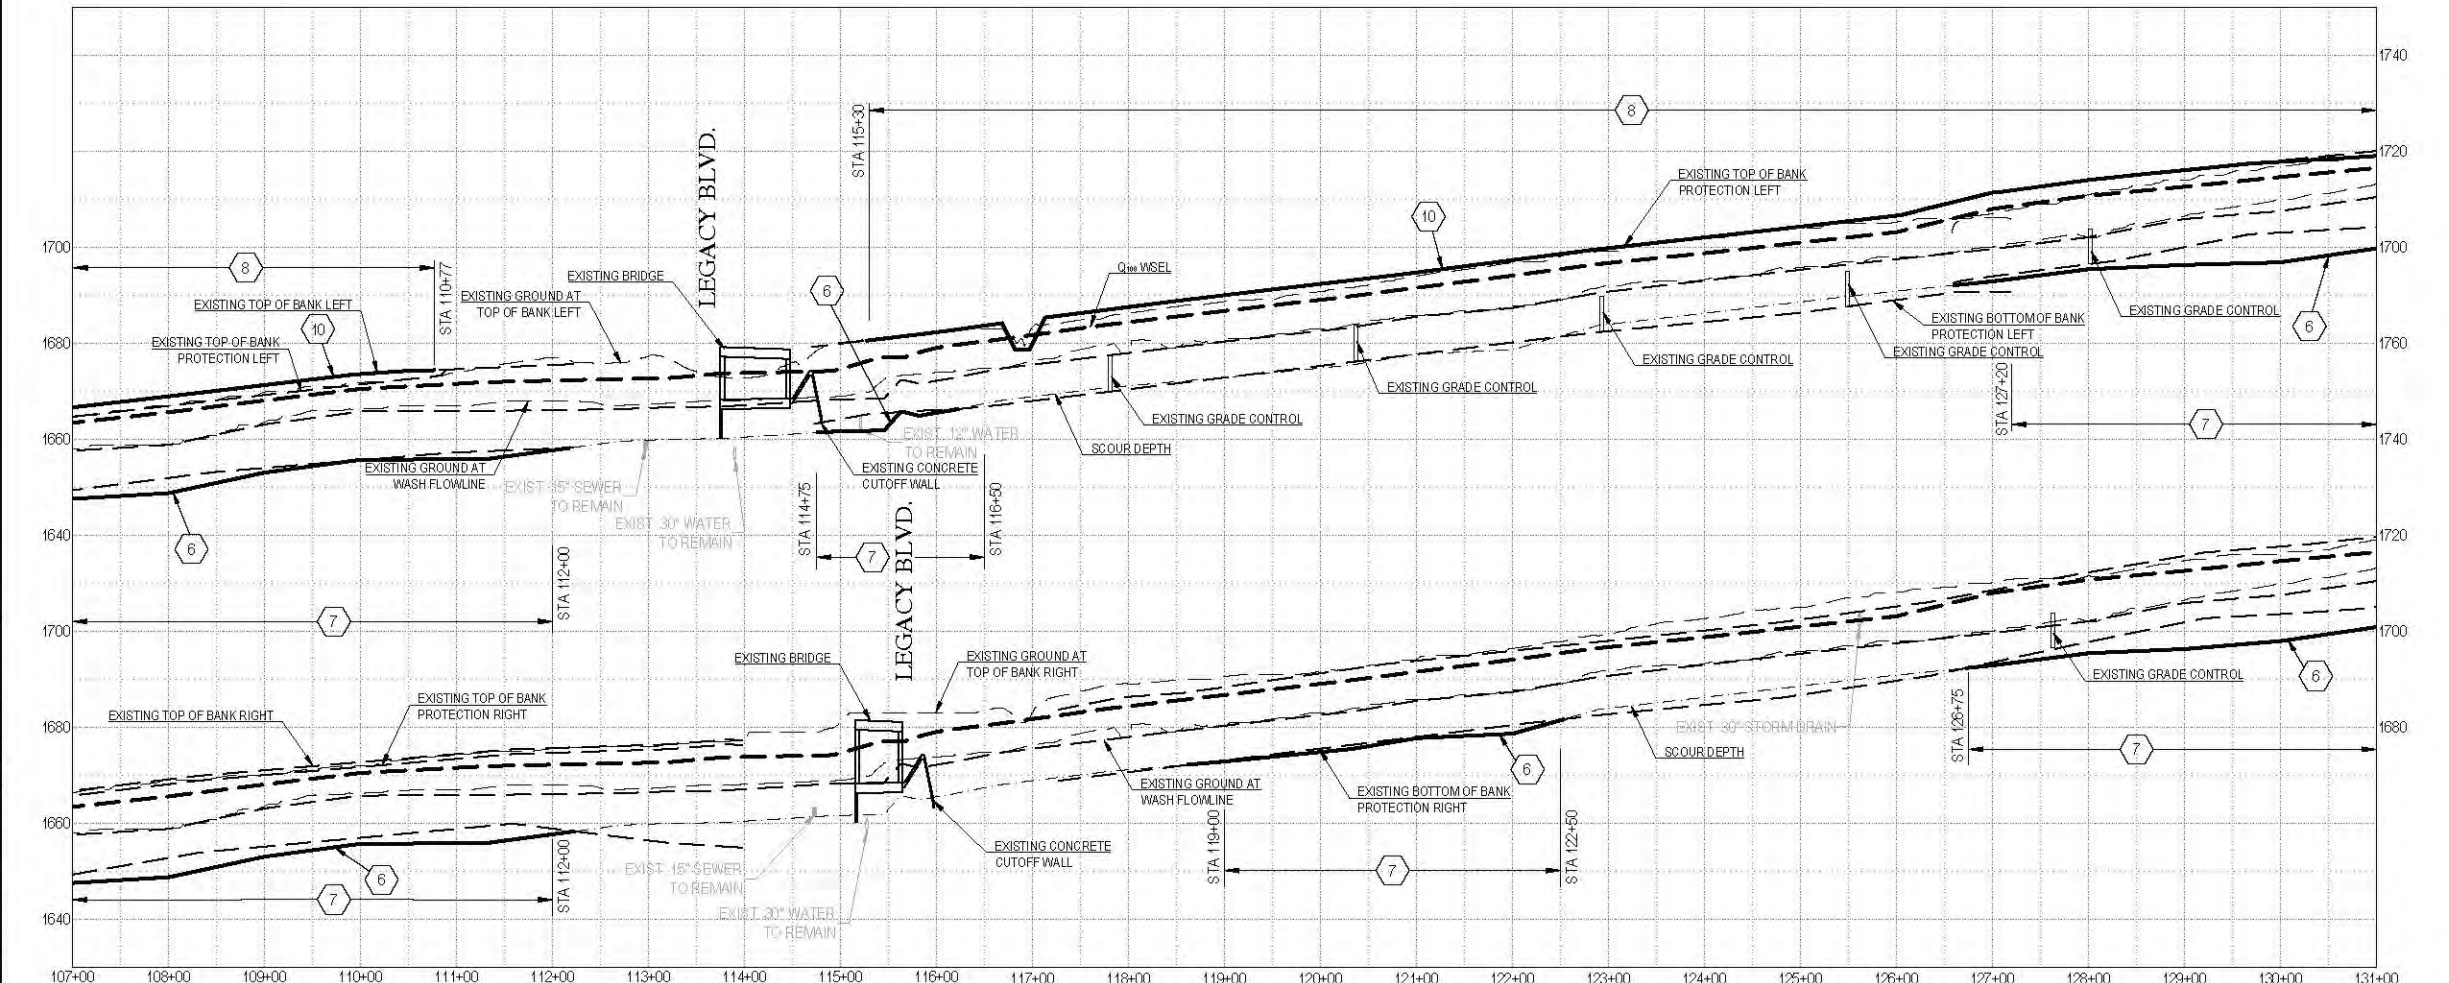 1740
8
STA 115+30
LEGACY BLVD.
1720
EXISTING TOP OF BANK
PROTECTION LEFT
10
1700
1700
8
STA 110+77
EXISTING BRIDGE
Q100 WSEL
EXISTING TOP OF BANK LEFT
EXISTING GROUND AT
TOP OF BANK LEFT
6
EXISTING GRADE CONTROL
EXISTING BOTTOM OF BANK
PROTECTION LEFT
10
6
1680
EXISTING TOP OF BANK
PROTECTION LEFT
1760
EXISTING GRADE CONTROL
EXISTING GRADE CONTROL
EXISTING GRADE CONTROL
STA 127+20
EXISTING GRADE CONTROL
7
1660
EXIST. 12" WATER
TO REMAIN
SCOUR DEPTH
1740
EXISTING GROUND AT
WASH FLOWLINE
EXISTING CONCRETE
CUTOFF WALL
EXIST. 15" SEWER
TO REMAIN
EXIST. 30" WATER
TO REMAIN
STA 114+75
STA 116+50
LEGACY BLVD.
1640
6
7
1720
STA 112+00
7
1700
1700
EXISTING BRIDGE
EXISTING GROUND AT
TOP OF BANK RIGHT
EXISTING GRADE CONTROL
6
EXISTING TOP OF BANK RIGHT
EXISTING TOP OF BANK
PROTECTION RIGHT
1680
EXIST. 30" STORM DRAIN
STA 126+75
1680
SCOUR DEPTH
7
6
EXISTING GROUND AT
WASH FLOWLINE
EXISTING BOTTOM OF BANK
PROTECTION RIGHT
1660
STA 119+00
STA 122+50
EXISTING CONCRETE
CUTOFF WALL
EXIST. 15" SEWER
TO REMAIN
6
7
STA 112+00
7
EXIST. 30" WATER
TO REMAIN
1640
107+00 108+00 109+00 110+00 111+00 112+00 113+00 114+00 115+00 116+00 117+00 118+00 119+00 120+00 121+00 122+00 123+00 124+00 125+00 126+00 127+00 128+00 129+00 130+00 131+00